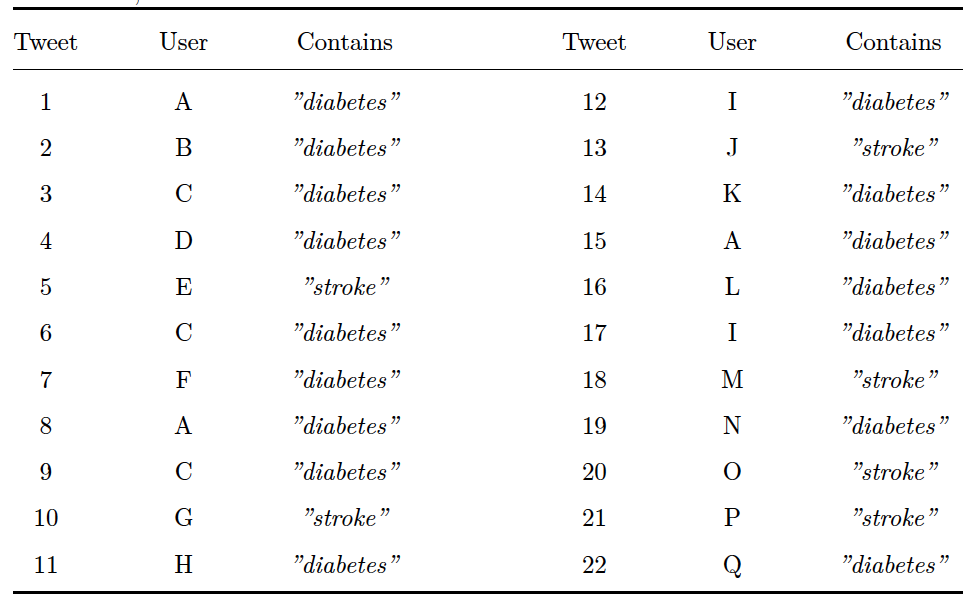 Tweet User Contains Tweet User Contains
1 A ”diabetes” 12 I ”diabetes”
2 B ”diabetes” 13 J ”stroke”
3 C ”diabetes” 14 K ”diabetes”
4 D ”diabetes” 15 A ”diabetes”
5 E ”stroke” 16 L ”diabetes”
6 C ”diabetes” 17 I ”diabetes”
7 F ”diabetes” 18 M ”stroke”
8 A ”diabetes” 19 N ”diabetes”
9 C ”diabetes” 20 O ”stroke”
10 G ”stroke” 21 P ”stroke”
11 H ”diabetes” 22 Q ”diabetes”